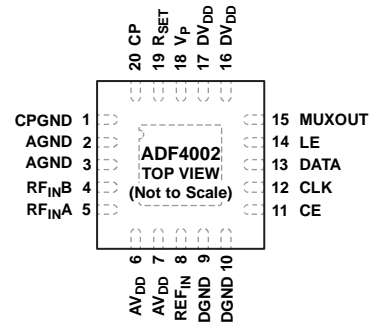 20 CP
19 RSET
18 VP
17 DVDD
16 DVDD
CPGND 1
AGND 2
AGND 3
RFINB 4
RFINA 5
ADF4002
TOP VIEW
(Not to Scale)
15 MUXOUT
14 LE
13 DATA
12 CLK
11 CE
AVDD 6
AVDD 7
REFIN 8
DGND 9
DGND 10